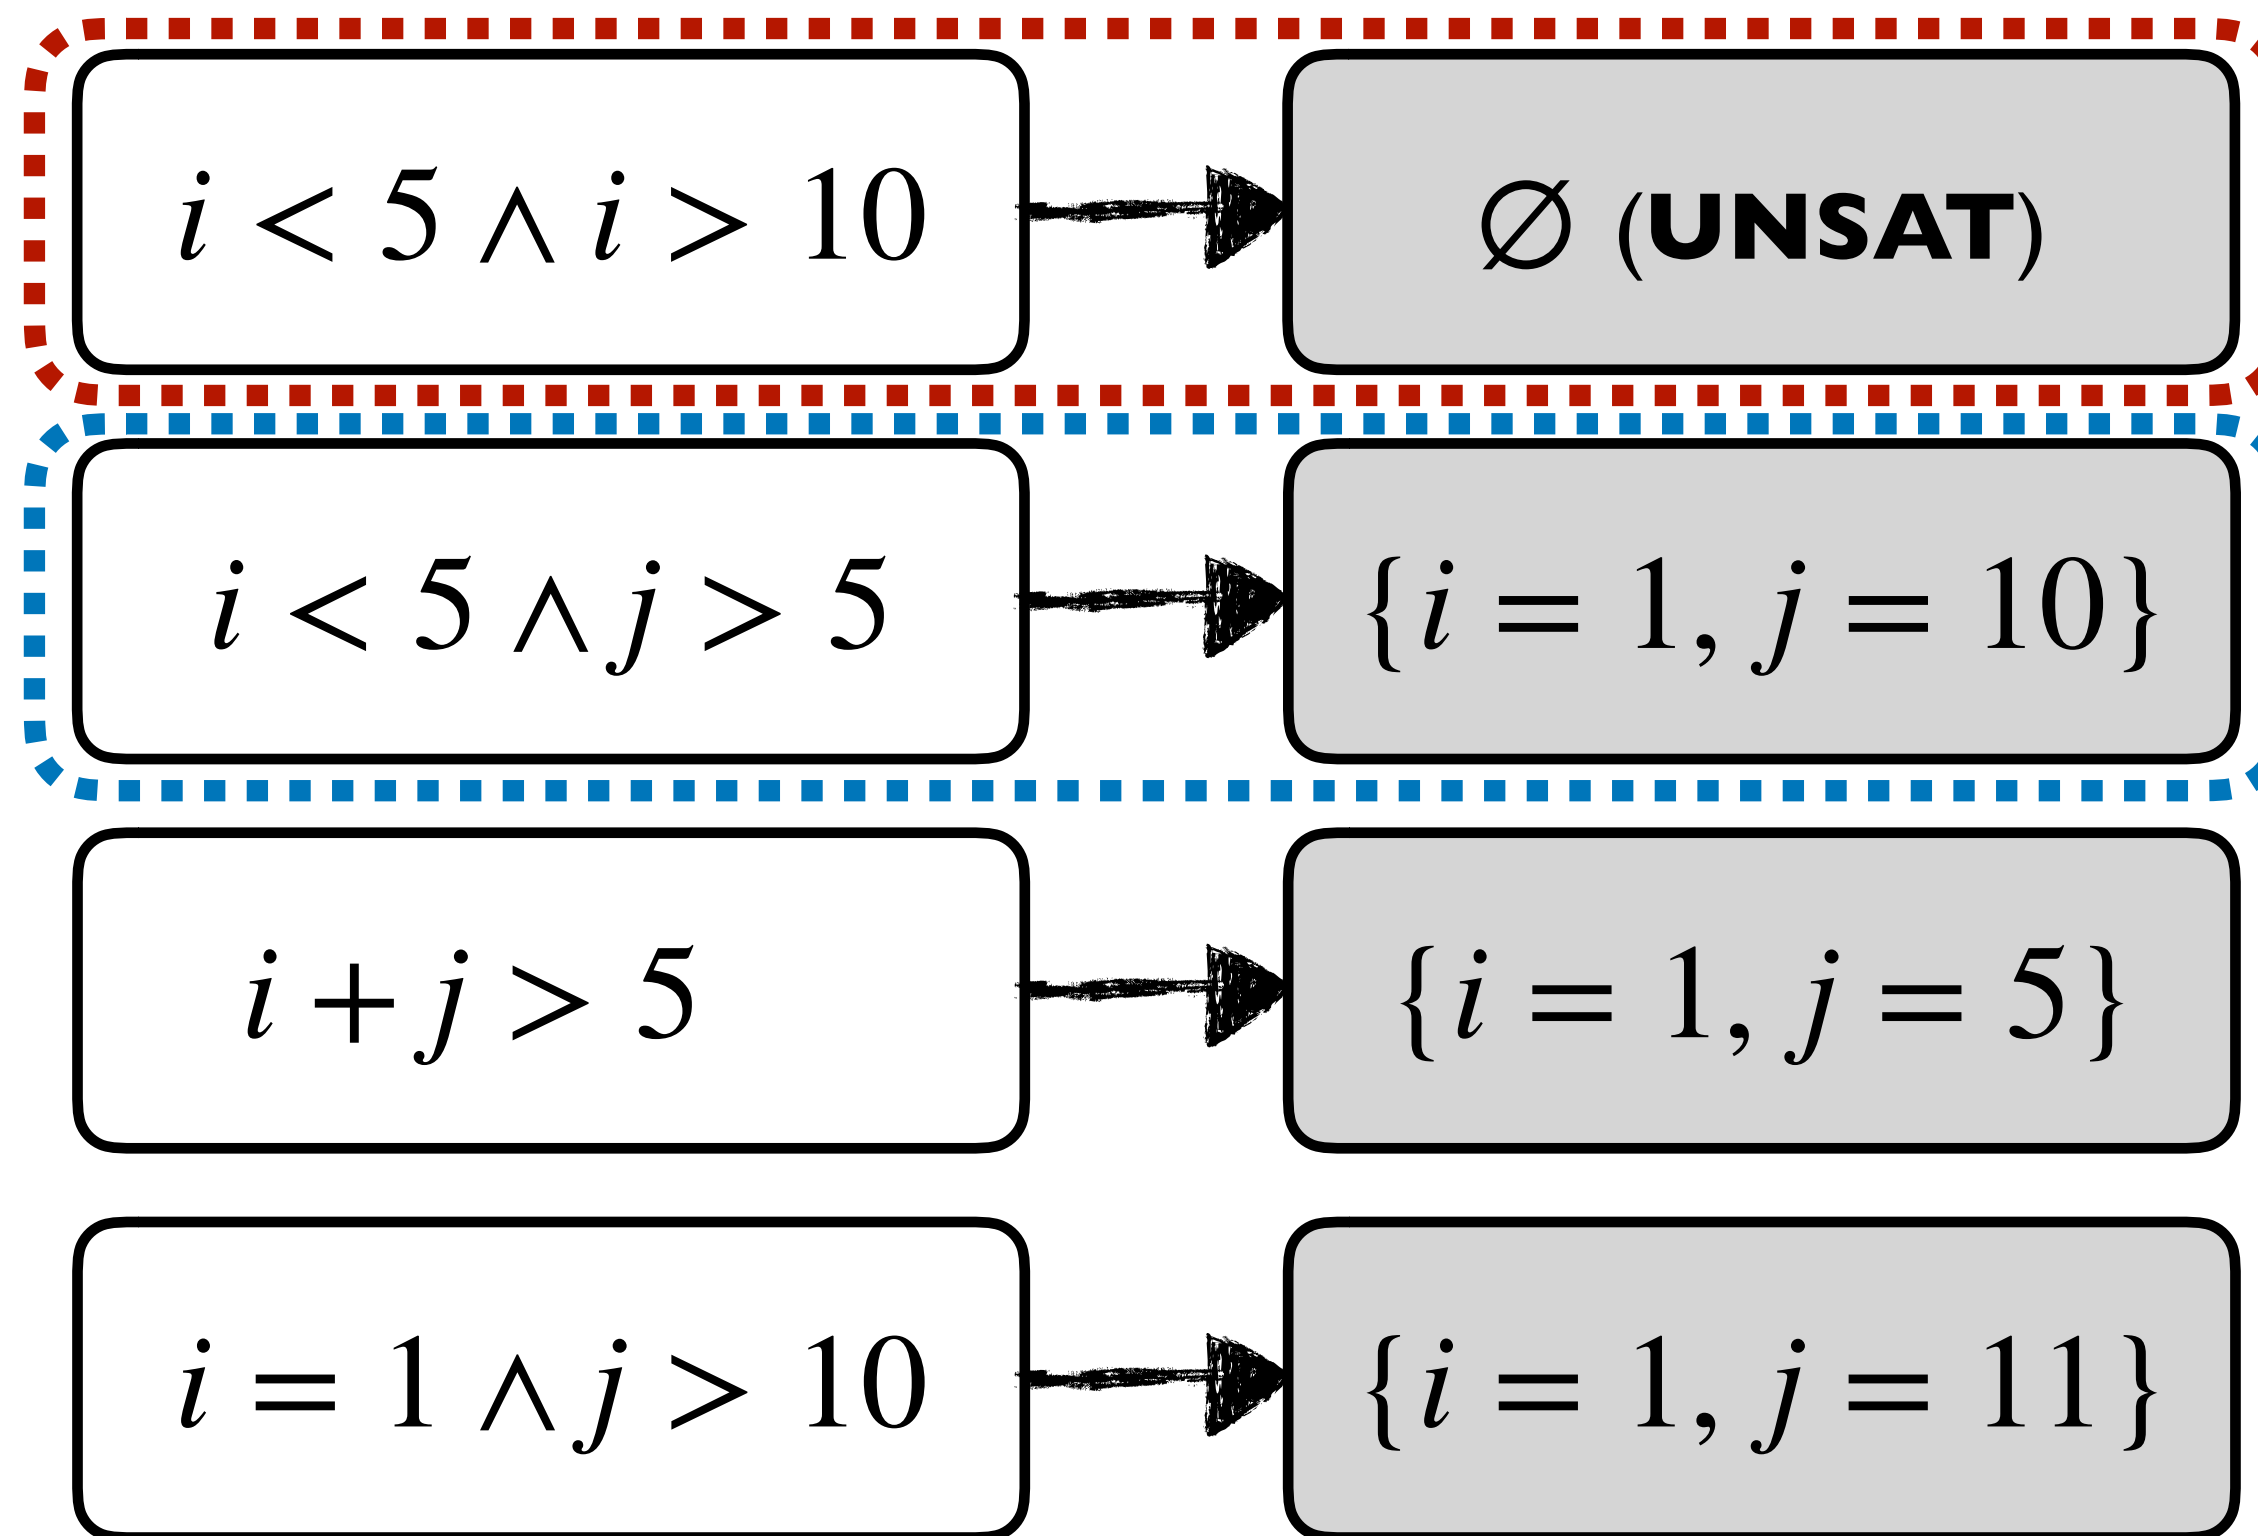 i < 5 ∧ i > 10
∅ (UNSAT)
i < 5 ∧ j > 5
{i = 1, j = 10}
i + j > 5
{i = 1, j = 5}
i = 1 ∧ j > 10
{i = 1, j = 11}